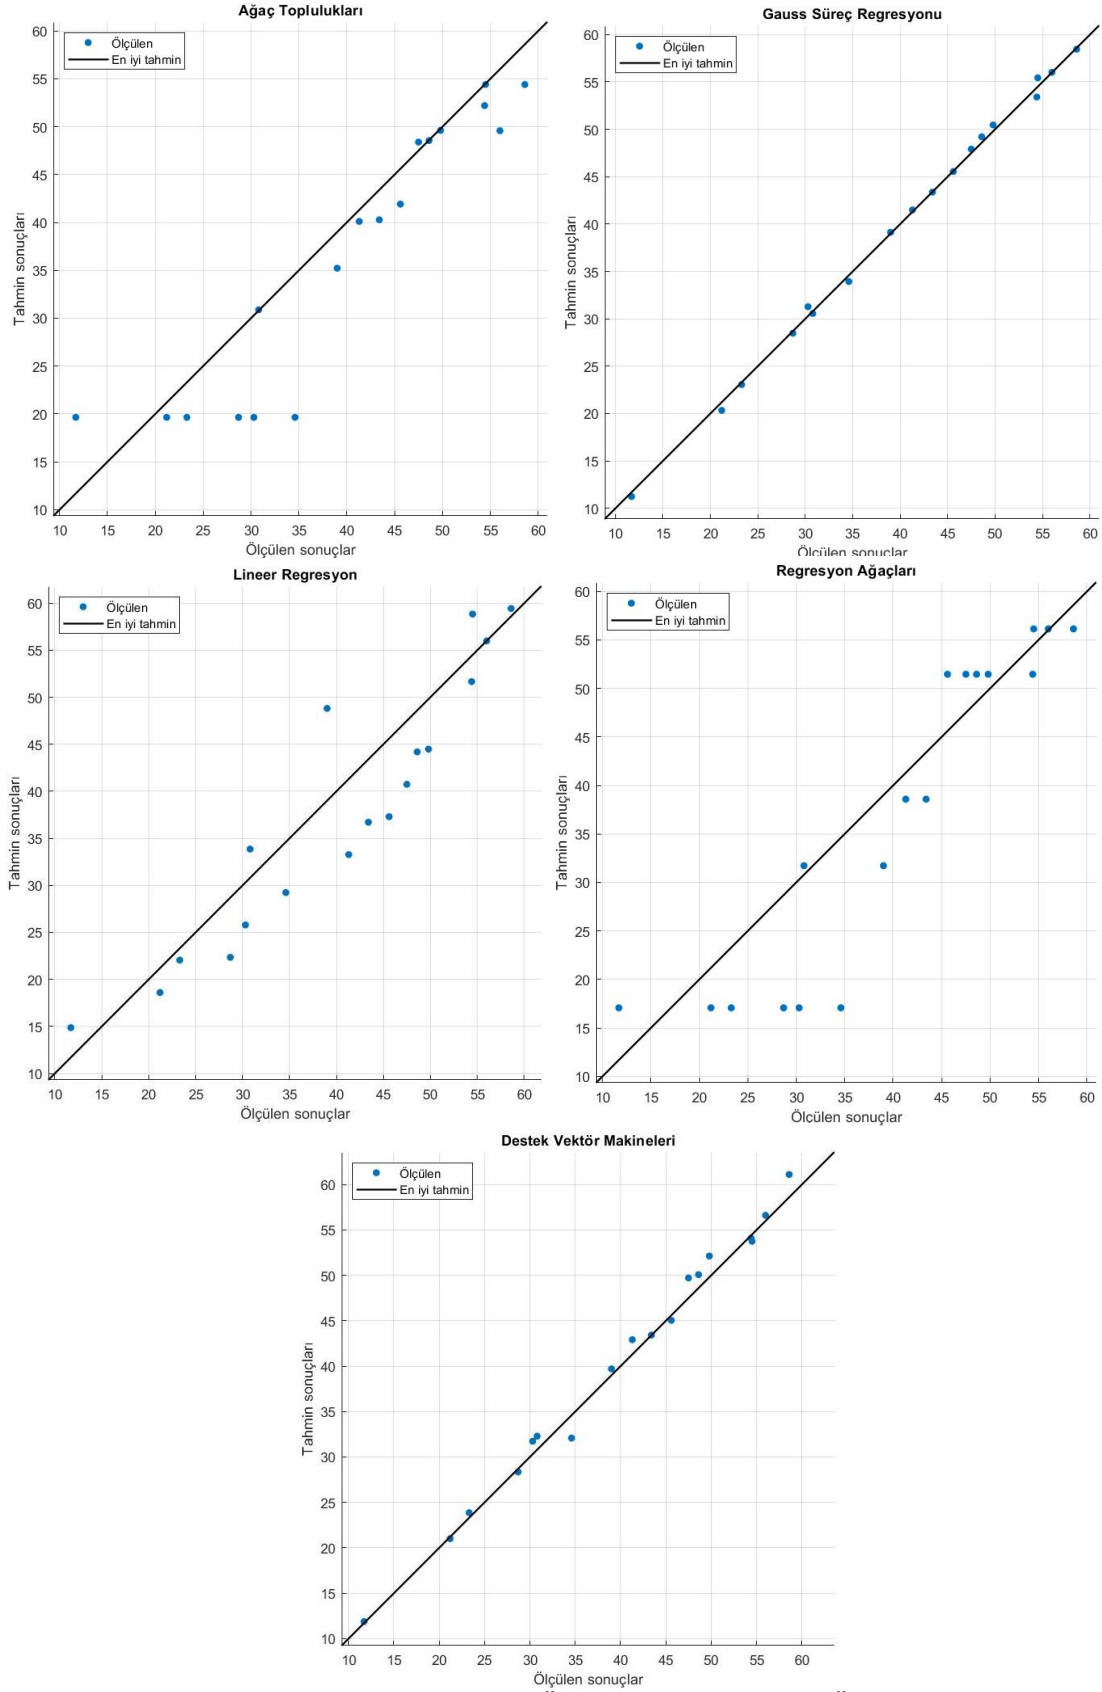 Ağaç Toplulukları
Ölçülen
En iyi tahmin
60
55
50
45
40
35
30
25
20
15
10
Tahmin sonuçları
10 15 20 25 30 35 40 45 50 55 60
Ölçülen sonuçlar
Gauss Süreç Regresyonu
Ölçülen
En iyi tahmin
60
55
50
45
40
35
30
25
20
15
10
Tahmin sonuçları
10 15 20 25 30 35 40 45 50 55 60
Ölçülen sonuçlar
Lineer Regresyon
Ölçülen
En iyi tahmin
60
55
50
45
40
35
30
25
20
15
10
Tahmin sonuçları
10 15 20 25 30 35 40 45 50 55 60
Ölçülen sonuçlar
Regresyon Ağaçları
Ölçülen
En iyi tahmin
60
55
50
45
40
35
30
25
20
15
10
Tahmin sonuçları
10 15 20 25 30 35 40 45 50 55 60
Ölçülen sonuçlar
Destek Vektör Makineleri
Ölçülen
En iyi tahmin
60
55
50
45
40
35
30
25
20
15
10
Tahmin sonuçları
10 15 20 25 30 35 40 45 50 55 60
Ölçülen sonuçlar